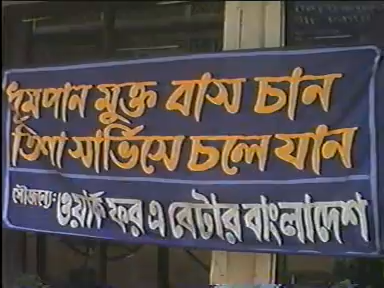 ধূমপান মুক্ত বাস চান
তিশা সার্ভিসে চলে যান
সৌজন্যে: ওয়ার্ক ফর এ বেটার বাংলাদেশ